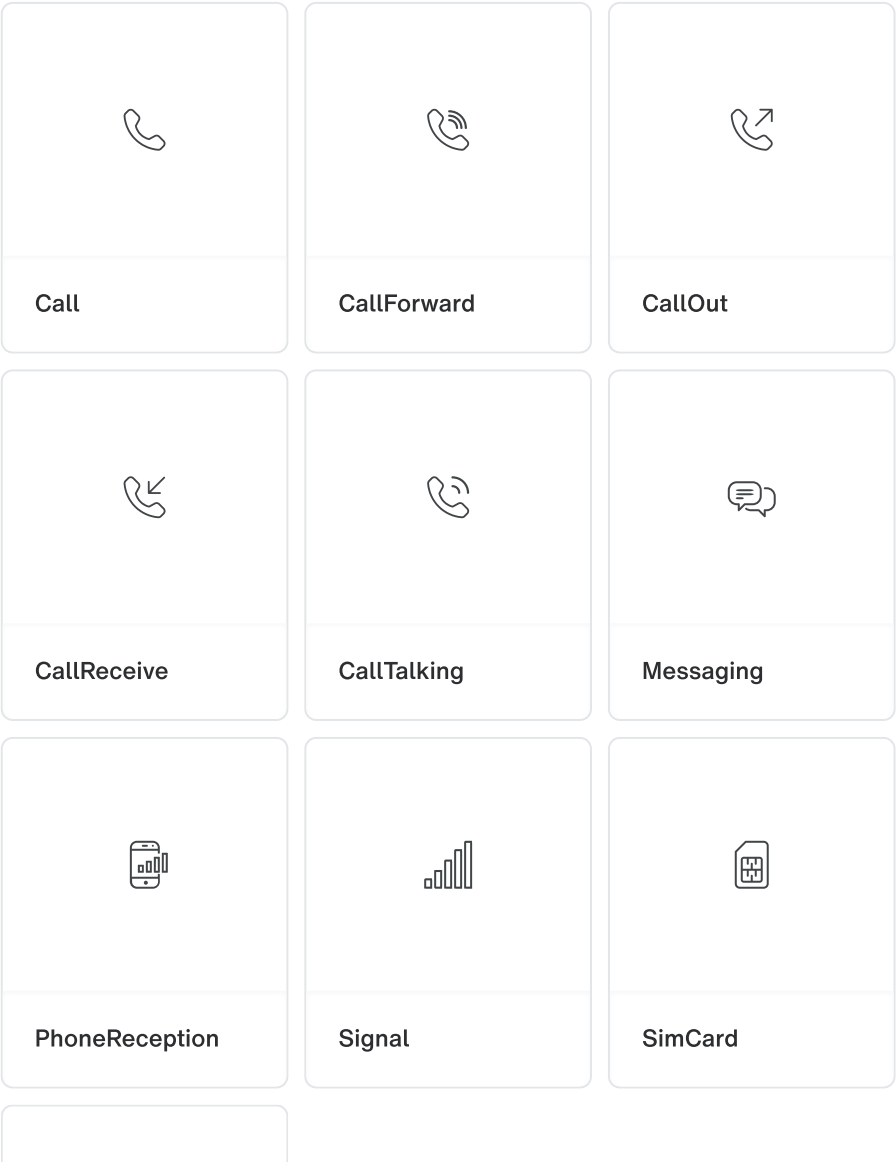 Call
CallForward
CallOut
CallReceive
CallTalking
Messaging
PhoneReception
Signal
SimCard